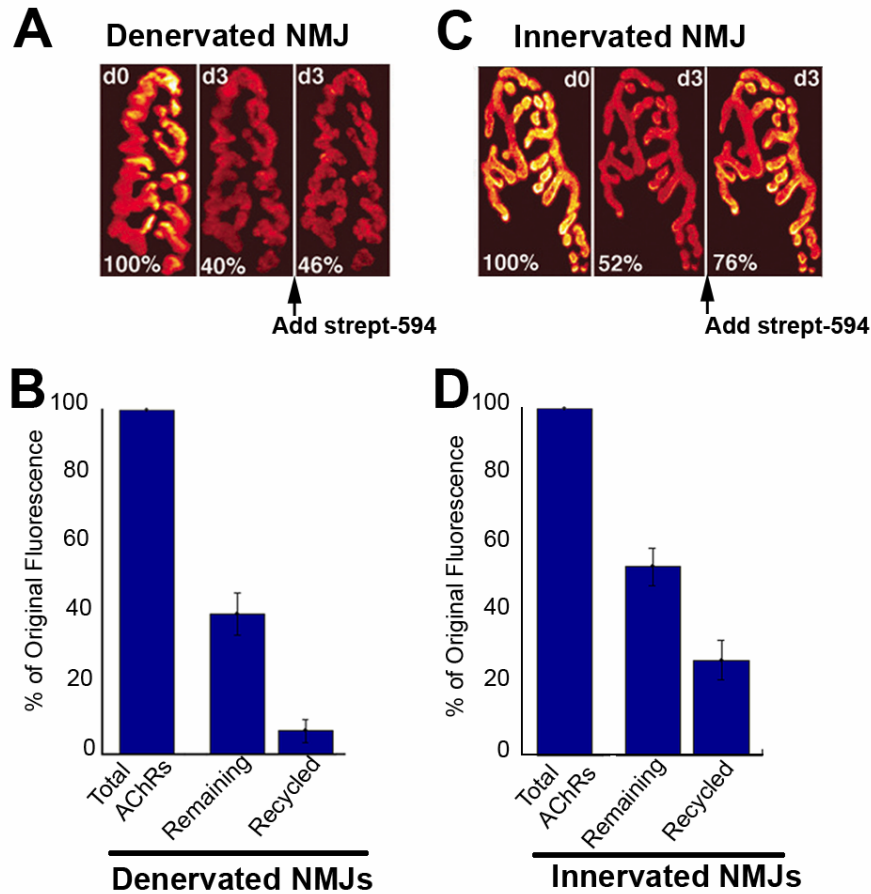 A Denervated NMJ
d0 d3 d3
100% 40% 46%
Add strept-594
C Innervated NMJ
d0 d3 d3
100% 52% 76%
Add strept-594
B
% of Original Fluorescence
100
80
60
40
20
0
Total
AChRs
Remaining
Recycled
Denervated NMJs
D
% of Original Fluorescence
100
80
60
40
20
0
Total
AChRs
Remaining
Recycled
Innervated NMJs